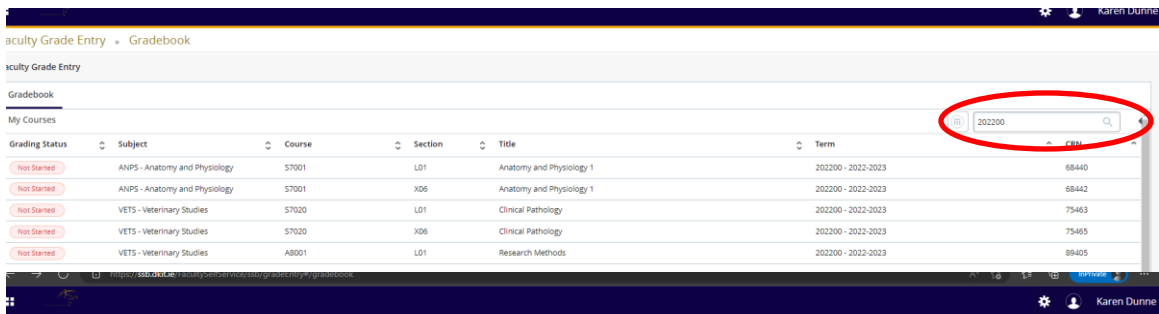 Karen Dunne
aculty Grade Entry • Gradebook
aculty Grade Entry
Gradebook
My Courses 202200
Grading Status Subject Course Section Title Term CRN
Not Started ANPS - Anatomy and Physiology S7001 L01 Anatomy and Physiology 1 202200 - 2022-2023 68440
Not Started ANPS - Anatomy and Physiology S7001 X06 Anatomy and Physiology 1 202200 - 2022-2023 68442
Not Started VETS - Veterinary Studies S7020 L01 Clinical Pathology 202200 - 2022-2023 75463
Not Started VETS - Veterinary Studies S7020 X06 Clinical Pathology 202200 - 2022-2023 75465
Not Started VETS - Veterinary Studies A8001 L01 Research Methods 202200 - 2022-2023 89405
https://ssb.dkit.ie/FacultySelfService/ssb/gradeEntry#/gradebook InPrivate
Karen Dunne